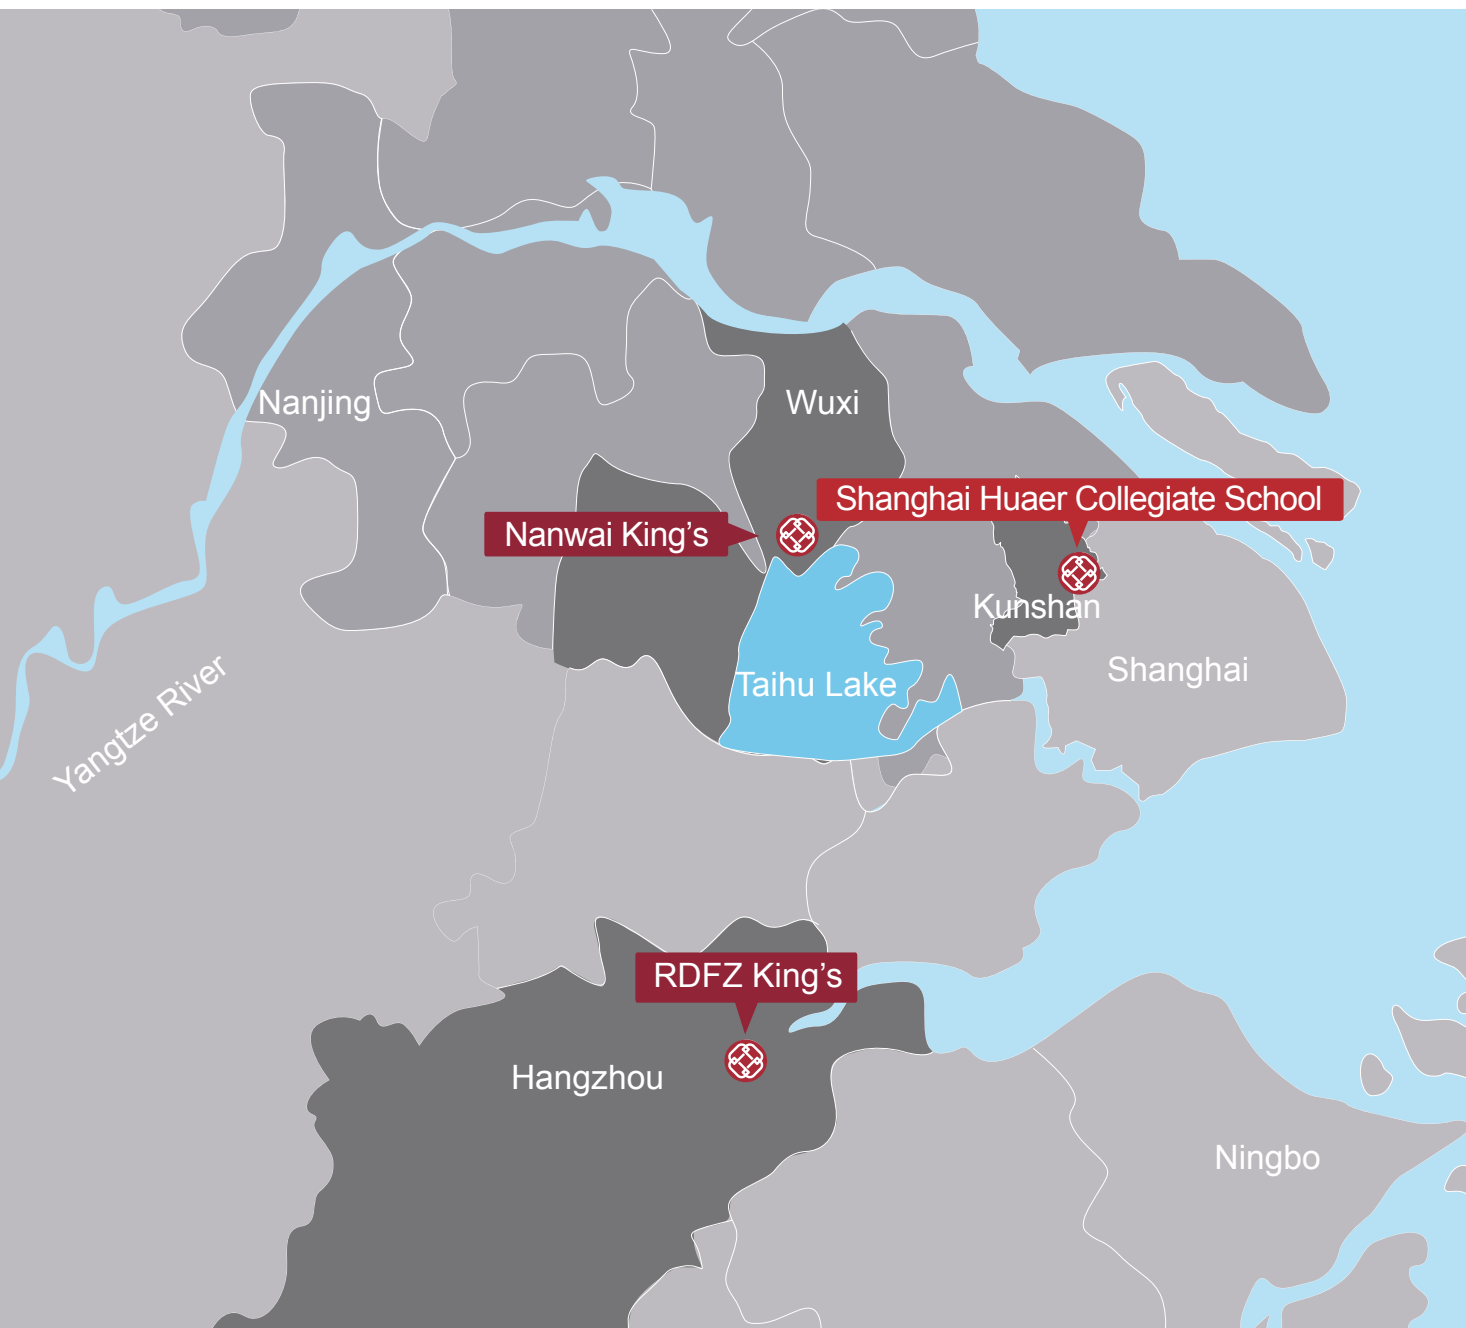 Nanjing
Wuxi
Shanghai Huaer Collegiate School
Nanwai King's
Kunshan
Shanghai
Taihu Lake
Yangtze River
RDFZ King's
Hangzhou
Ningbo